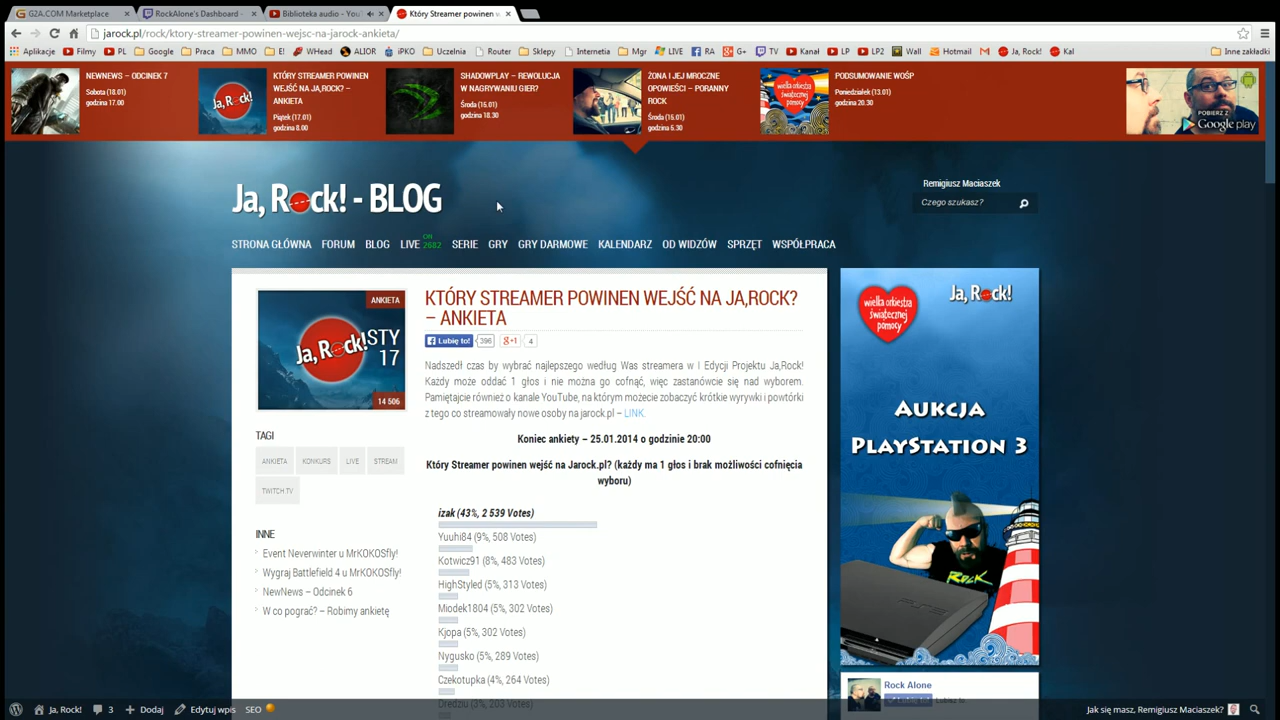 G2A.COM Marketplace
RockAlone's Dashboard -
Biblioteka audio - You
Który Streamer powinen w
jarock.pl/rock/ktory-streamer-powinien-wejsc-na-jarock-ankieta/
Aplikacje Filmy PL Google Praca MMO E! WHead ALIOR iPKO Uczelnia Router Sklepy Internetia Mgr LIVE RA G+ TV Kanał LP LP2 Wall Hotmail Ja, Rock! Kal Inne zakładki
NEWNEWS – ODCINEK 7
Sobota (18.01)
godzina 17.00
KTÓRY STREAMER POWINEN
WEJŚĆ NA JA,ROCK? –
ANKIETA
Piątek (17.01)
godzina 8.00
SHADOWPLAY – REWOLUCJA
W NAGRYWANIU GIER?
Środa (15.01)
godzina 18.30
ŻONA I JEJ MROCZNE
OPOWIEŚCI – PORANNY
ROCK
Środa (15.01)
godzina 6.30
PODSUMOWANIE WOŚP
Poniedziałek (13.01)
godzina 20.30
POBIERZ Z
Google play
Ja, Rock! - BLOG
Remigiusz Maciaszek
Czego szukasz?
STRONA GŁÓWNA FORUM BLOG LIVE ON 2682 SERIE GRY GRY DARMOWE KALENDARZ OD WIDZÓW SPRZĘT WSPÓŁPRACA
ANKIETA
Ja, Rock!
STY
17
14 506
KTÓRY STREAMER POWINEN WEJŚĆ NA JA,ROCK?
– ANKIETA
Lubię to! 396 g+1 4
Nadszedł czas by wybrać najlepszego według Was streamera w I Edycji Projektu Ja,Rock!
Każdy może oddać 1 głos i nie można go cofnąć, więc zastanówcie się nad wyborem.
Pamiętajcie również o kanale YouTube, na którym możecie zobaczyć krótkie wyrywki i powtórki
z tego co streamowały nowe osoby na jarock.pl – LINK.
Koniec ankiety – 25.01.2014 o godzinie 20:00
Który Streamer powinen wejść na Jarock.pl? (każdy ma 1 głos i brak możliwości cofnięcia
wyboru)
izak (43%, 2 539 Votes)
Yuuhi84 (9%, 508 Votes)
Kotwicz91 (8%, 483 Votes)
HighStyled (5%, 313 Votes)
Miodek1804 (5%, 302 Votes)
Kjopa (5%, 302 Votes)
Nygusko (5%, 289 Votes)
Czekotupka (4%, 264 Votes)
Dredziu (3%, 203 Votes)
TAGI
ANKIETA KONKURS LIVE STREAM
TWITCH TV
INNE
Event Neverwinter u MrKOKOSfly!
Wygraj Battlefield 4 u MrKOKOSfly!
NewNews – Odcinek 6
W co pograć? – Robimy ankietę
wielka orkiestra
świątecznej
pomocy
Ja, Rock!
AUKCJA
PLAYSTATION 3
ROCK
Rock Alone
Lubię to!
Ja, Rock! 3 Dodaj Edytuj wpis SEO
Jak się masz, Remigiusz Maciaszek?